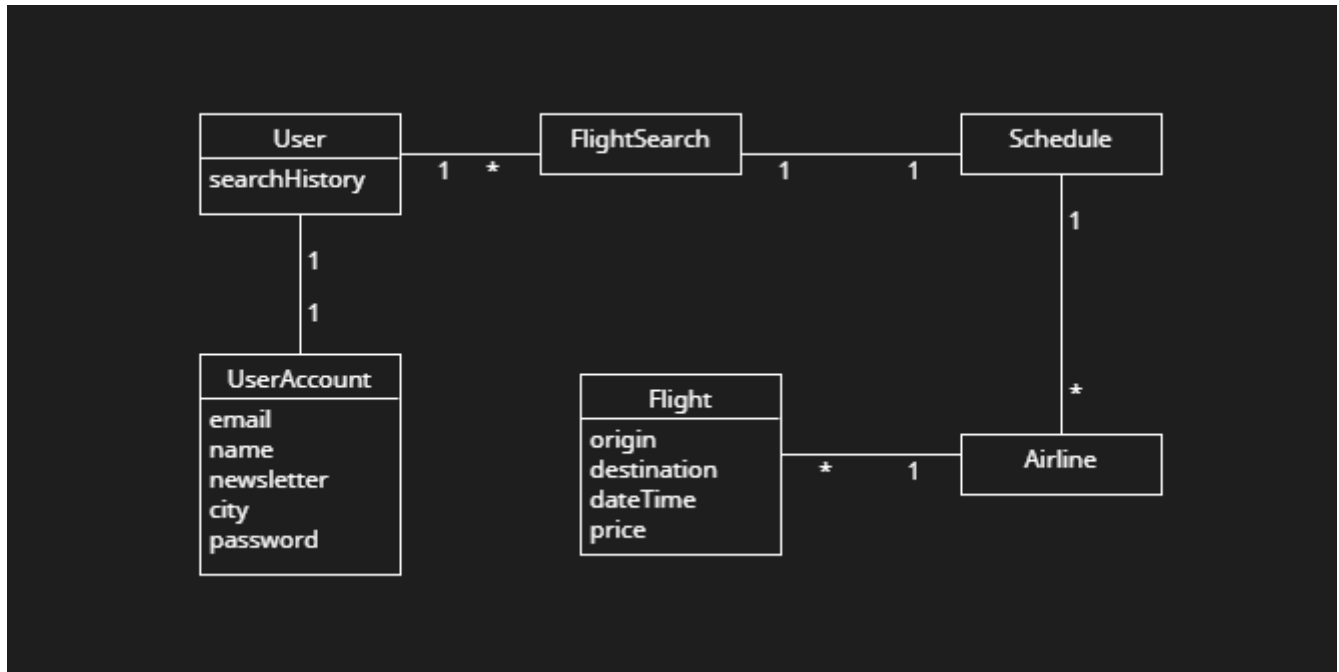 User
searchHistory
1
*
FlightSearch
1
1
Schedule
1
*
1
1
UserAccount
email
name
newsletter
city
password
Flight
origin
destination
dateTime
price
*
1
Airline